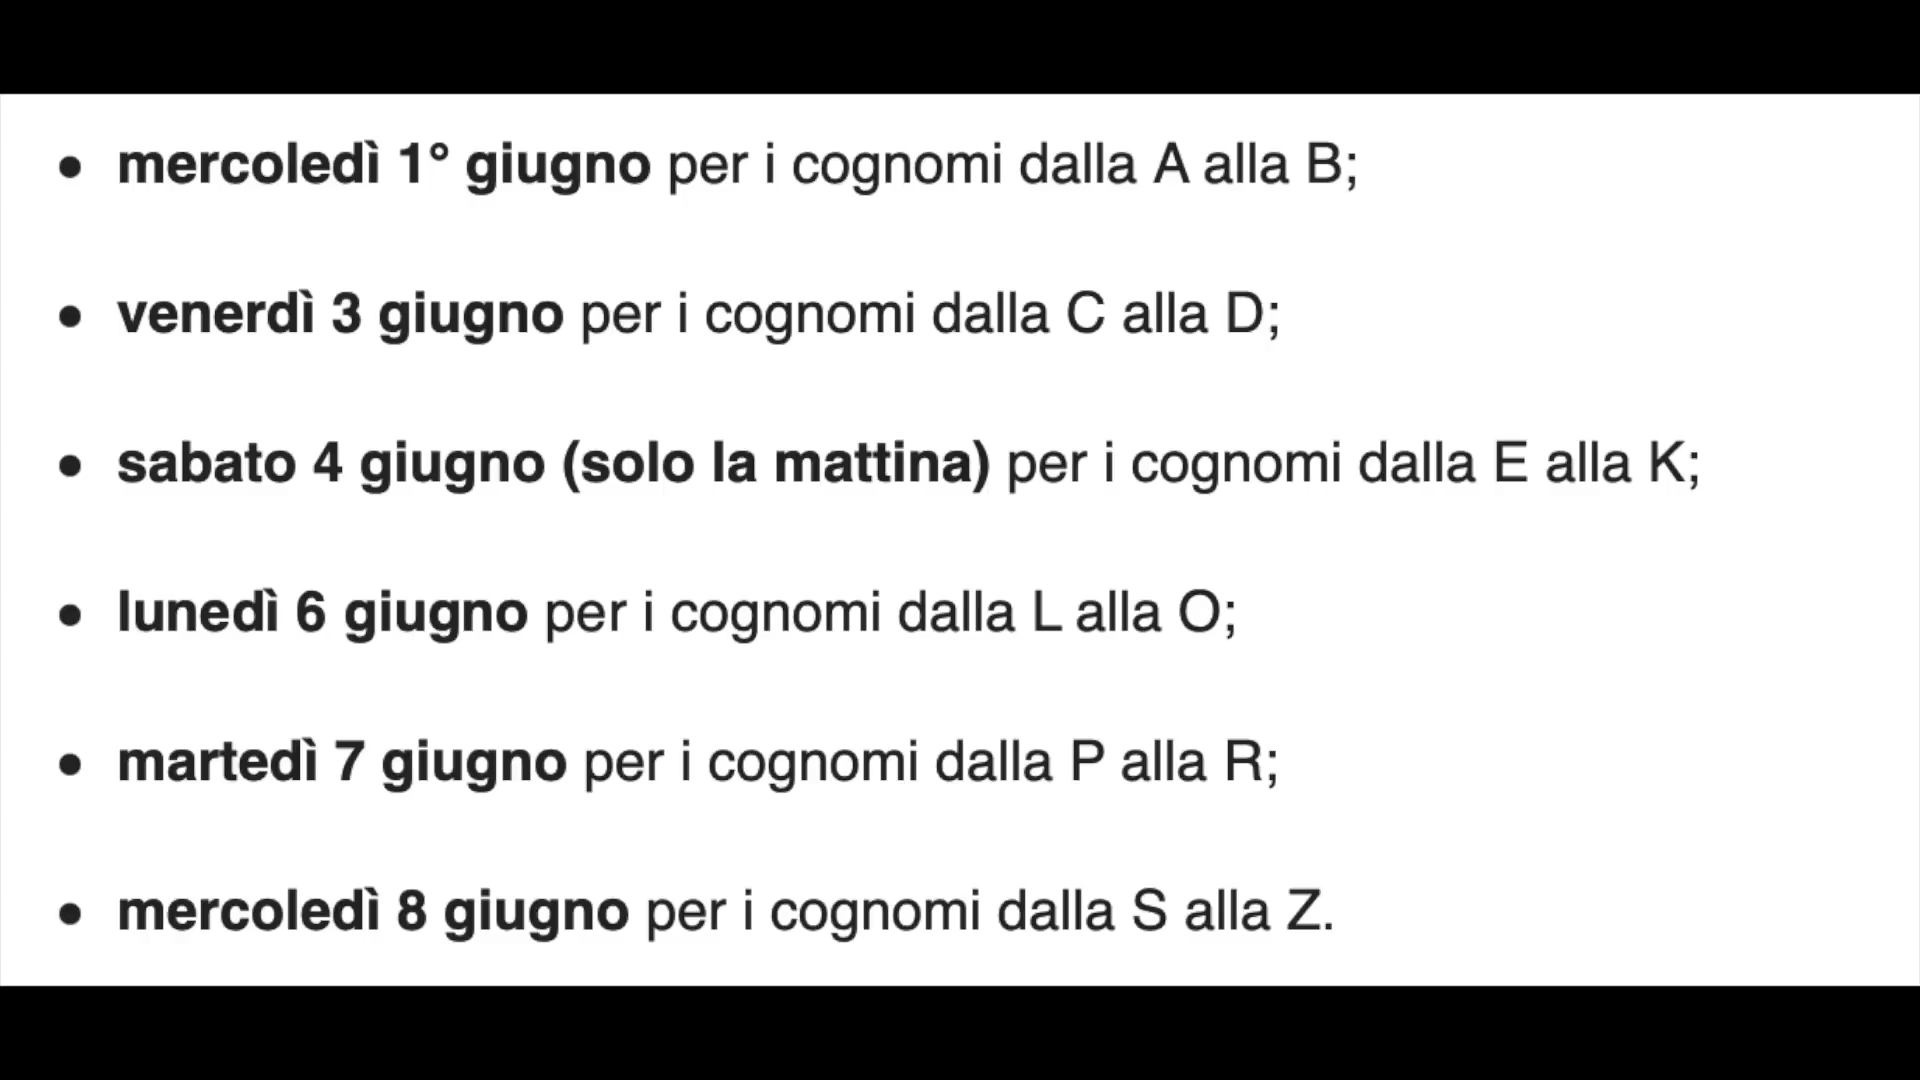 • mercoledì 1° giugno per i cognomi dalla A alla B;
• venerdì 3 giugno per i cognomi dalla C alla D;
• sabato 4 giugno (solo la mattina) per i cognomi dalla E alla K;
• lunedì 6 giugno per i cognomi dalla L alla O;
• martedì 7 giugno per i cognomi dalla P alla R;
• mercoledì 8 giugno per i cognomi dalla S alla Z.